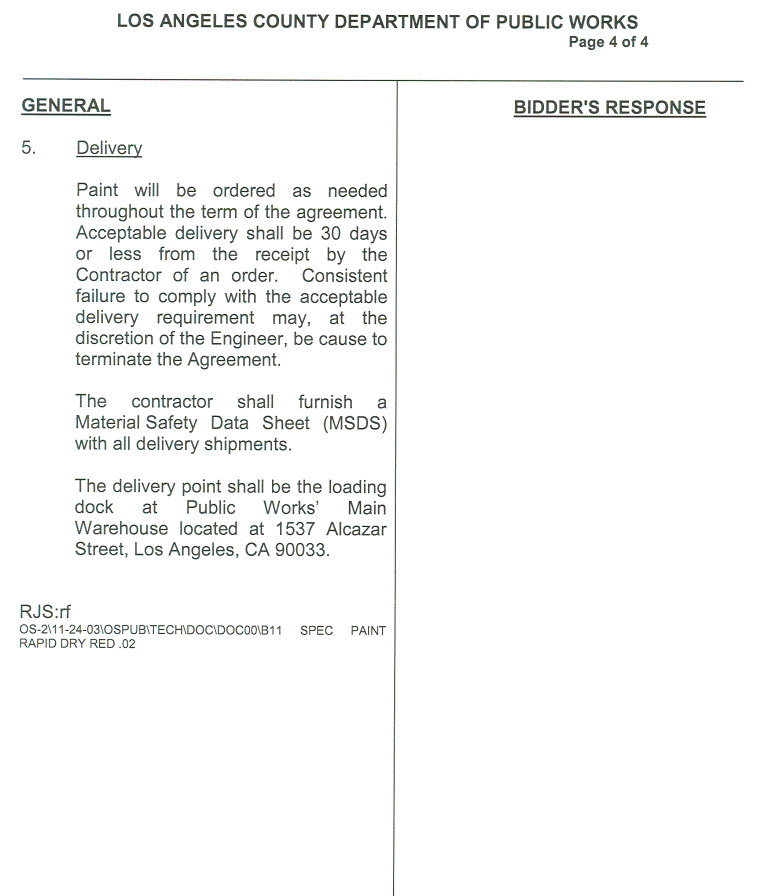 LOS ANGELES COUNTY DEPARTMENT OF PUBLIC WORKS
Page 4 of 4
GENERAL
BIDDER'S RESPONSE
5. Delivery
Paint will be ordered as needed
throughout the term of the agreement.
Acceptable delivery shall be 30 days
or less from the receipt by the
Contractor of an order. Consistent
failure to comply with the acceptable
delivery requirement may, at the
discretion of the Engineer, be cause to
terminate the Agreement.
The contractor shall furnish a
Material Safety Data Sheet (MSDS)
with all delivery shipments.
The delivery point shall be the loading
dock at Public Works' Main
Warehouse located at 1537 Alcazar
Street, Los Angeles, CA 90033.
RJS:rf
OS-2\11-24-03\OSPUB\TECH\DOC\DOC00\B11 SPEC PAINT
RAPID DRY RED .02